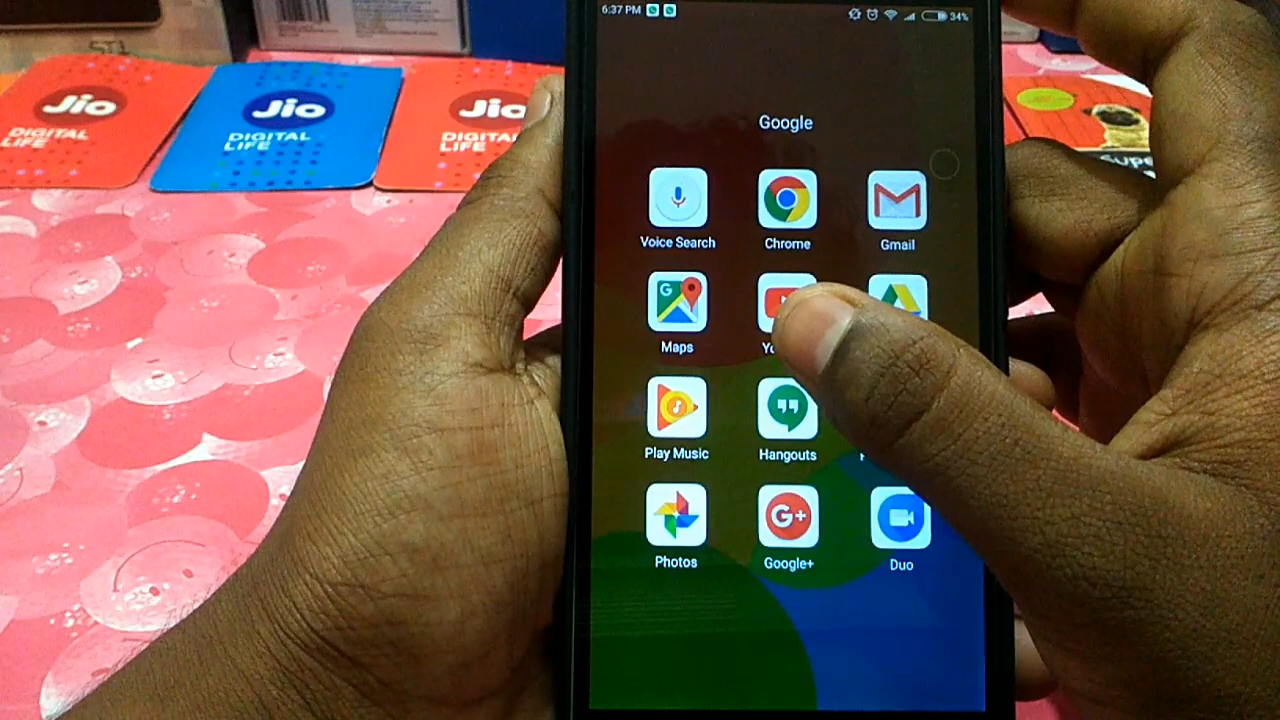 6:37 PM
34%
Jio
DIGITAL
LIFE
Jio
DIGITAL
LIFE
Jio
DIGITAL
LIFE
Google
Voice Search
Chrome
Gmail
G
Maps
Play Music
Hangouts
G+
Photos
Google+
Duo